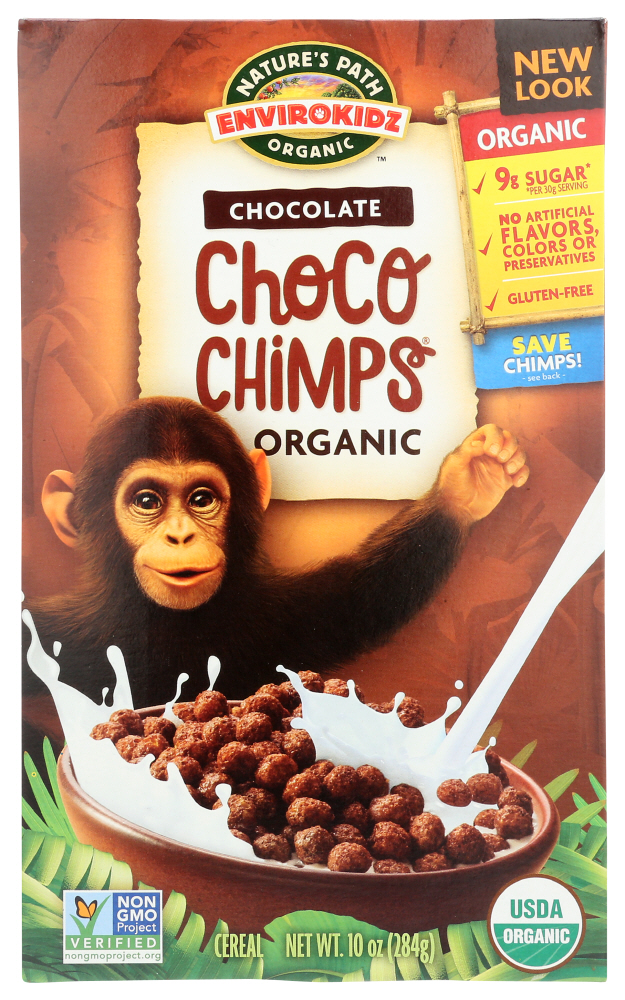 NATURE'S PATH
ENVIROKIDZ
ORGANIC
™
CHOCOLATE
CHOCO
CHiMPS®
ORGANIC
NEW
LOOK
ORGANIC
9g SUGAR*
*PER 30g SERVING
NO ARTIFICIAL
FLAVORS,
COLORS OR
PRESERVATIVES
GLUTEN-FREE
SAVE
CHIMPS!
- see back -
NON
GMO
Project
VERIFIED
nongmoproject.org
CEREAL NET WT. 10 oz (284g)
USDA
ORGANIC